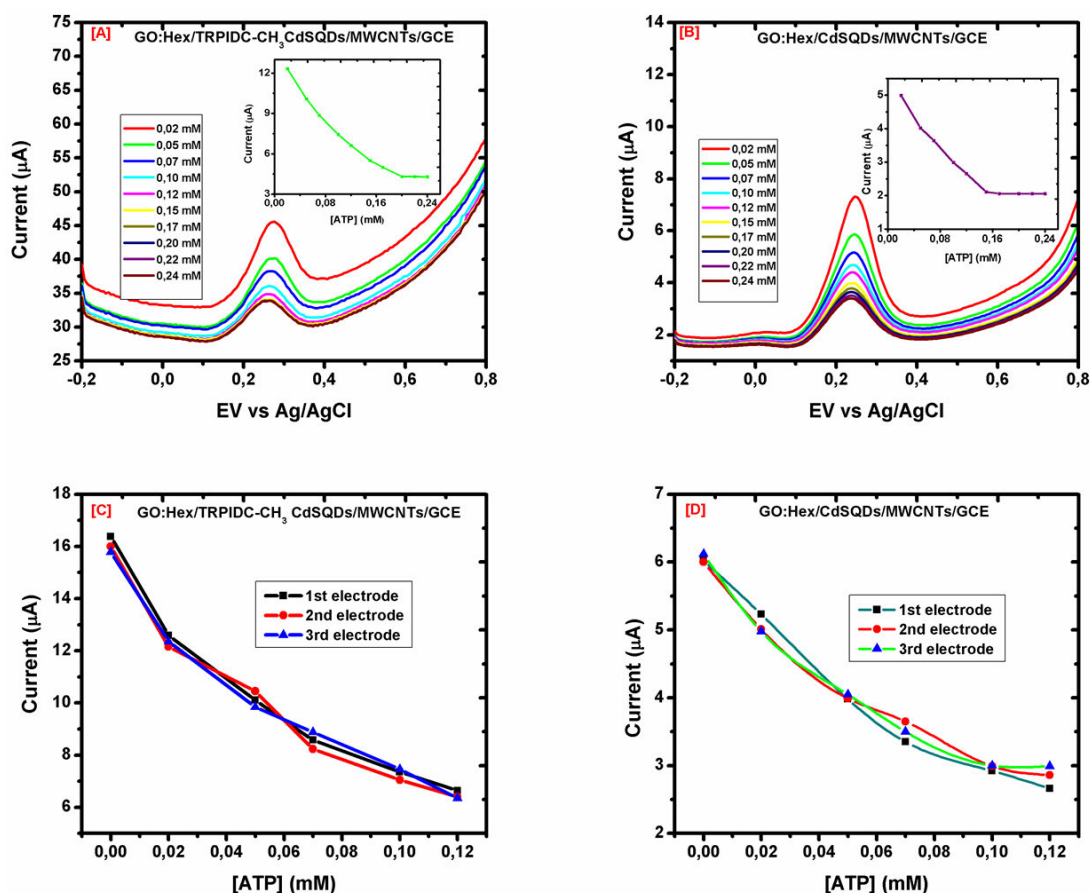 [A] GO:Hex/TRPIDC-CH3 CdSQDs/MWCNTs/GCE
75
70
65
60
55
50
45
40
35
30
25
Current (μA)
0,02 mM
0,05 mM
0,07 mM
0,10 mM
0,12 mM
0,15 mM
0,17 mM
0,20 mM
0,22 mM
0,24 mM
12
9
6
3
Current (μA)
0,00 0,08 0,16 0,24
[ATP] (mM)
-0,2 0,0 0,2 0,4 0,6 0,8
EV vs Ag/AgCl
[B] GO:Hex/CdSQDs/MWCNTs/GCE
14
12
10
8
6
4
2
Current (μA)
0,02 mM
0,05 mM
0,07 mM
0,10 mM
0,12 mM
0,15 mM
0,17 mM
0,20 mM
0,22 mM
0,24 mM
5
4
3
2
1
Current (μA)
0,00 0,08 0,16 0,24
[ATP] (mM)
-0,2 0,0 0,2 0,4 0,6 0,8
EV vs Ag/AgCl
[C] GO:Hex/TRPIDC-CH3 CdSQDs/MWCNTs/GCE
18
16
14
12
10
8
6
Current (μA)
1st electrode
2nd electrode
3rd electrode
0,00 0,02 0,04 0,06 0,08 0,10 0,12
[ATP] (mM)
[D] GO:Hex/CdSQDs/MWCNTs/GCE
7
6
5
4
3
2
Current (μA)
1st electrode
2nd electrode
3rd electrode
0,00 0,02 0,04 0,06 0,08 0,10 0,12
[ATP] (mM)